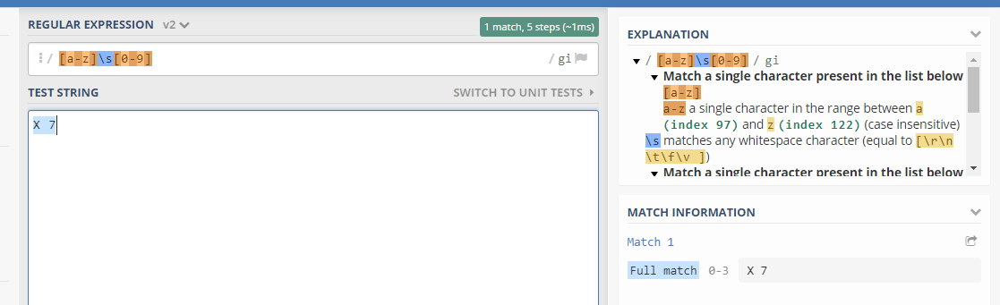 REGULAR EXPRESSION v2
1 match, 5 steps (~1ms)
/ [a-z]\s[0-9] / gi
TEST STRING
SWITCH TO UNIT TESTS
X 7
EXPLANATION
/ [a-z]\s[0-9] / gi
Match a single character present in the list below
[a-z]
a-z a single character in the range between a
(index 97) and z (index 122) (case insensitive)
\s matches any whitespace character (equal to [\r\n
\t\f\v ])
Match a single character present in the list below
MATCH INFORMATION
Match 1
Full match 0-3 X 7